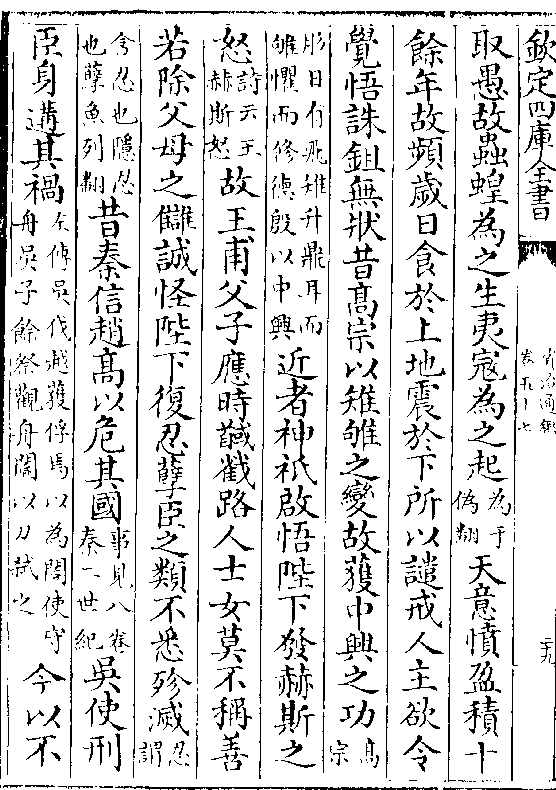 欽定四庫全書
資治通鑑
卷五十七
二九
取愚故蟲蝗為之生夷寇為之起為于偽翻天意憤盈積十
餘年故頻歲日食於上地震於下所以譴戒人主欲令
覺悟誅鉏無狀昔髙宗以雉雊之變故獲中興之功髙宗
肜日有飛雉升鼎耳而雊懼而修德殷以中興近者神祇啟悟陛下發赫斯之
怒詩云王赫斯怒故王甫父子應時馘截路人士女莫不稱善
若除父母之讎誠怪陛下復忍孽臣之類不悉殄滅忍謂
含忍也隱忍也孽魚列翻昔秦信趙髙以危其國事見八卷秦二世紀吳使刑
臣身遘其禍左傳吳伐越獲俘焉以為閽使守舟吳子餘祭觀舟閽以刀弑之今以不